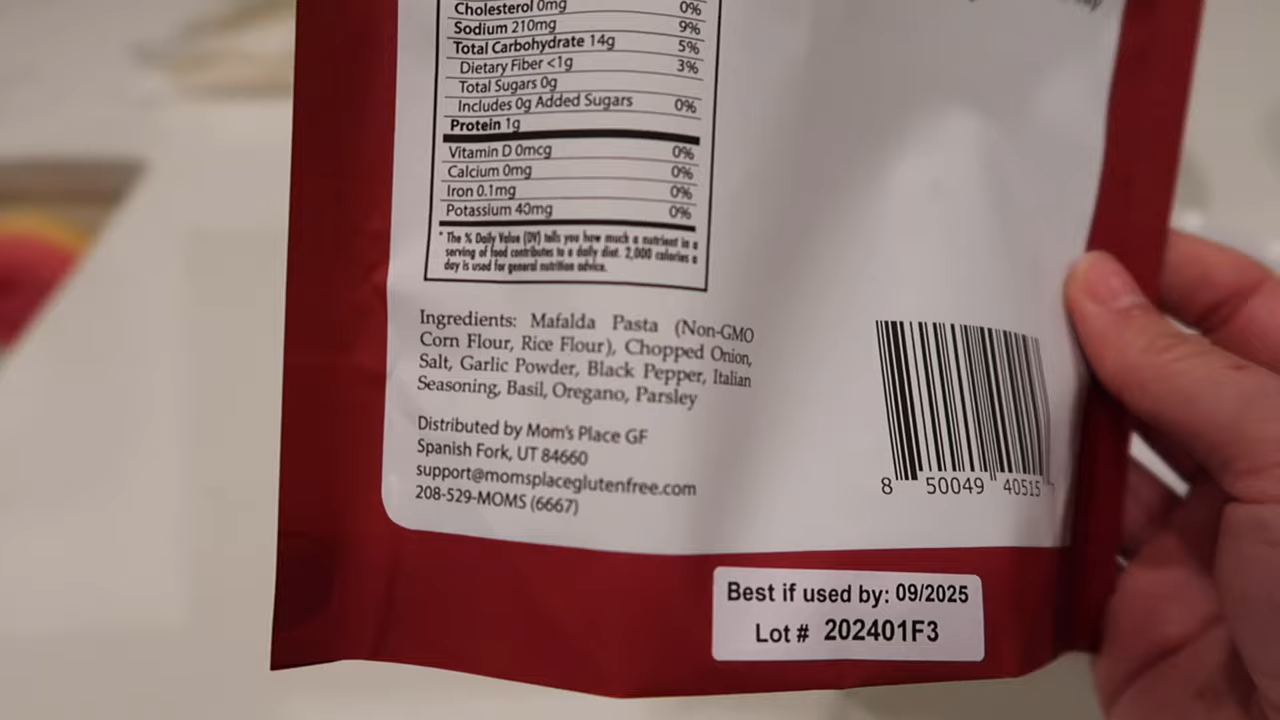 Cholesterol 0mg 0%
Sodium 210mg 9%
Total Carbohydrate 14g 5%
Dietary Fiber <1g 3%
Total Sugars 0g
Includes 0g Added Sugars 0%
Protein 1g
Vitamin D 0mcg 0%
Calcium 0mg 0%
Iron 0.1mg 0%
Potassium 40mg 0%
* The % Daily Value (DV) tells you how much a nutrient in a
serving of food contributes to a daily diet. 2,000 calories a
day is used for general nutrition advice.
Ingredients: Mafalda Pasta (Non-GMO
Corn Flour, Rice Flour), Chopped Onion,
Salt, Garlic Powder, Black Pepper, Italian
Seasoning, Basil, Oregano, Parsley
Distributed by Mom's Place GF
Spanish Fork, UT 84660
support@momsplaceglutenfree.com
208-529-MOMS (6667)
8 50049 40515
Best if used by: 09/2025
Lot # 202401F3